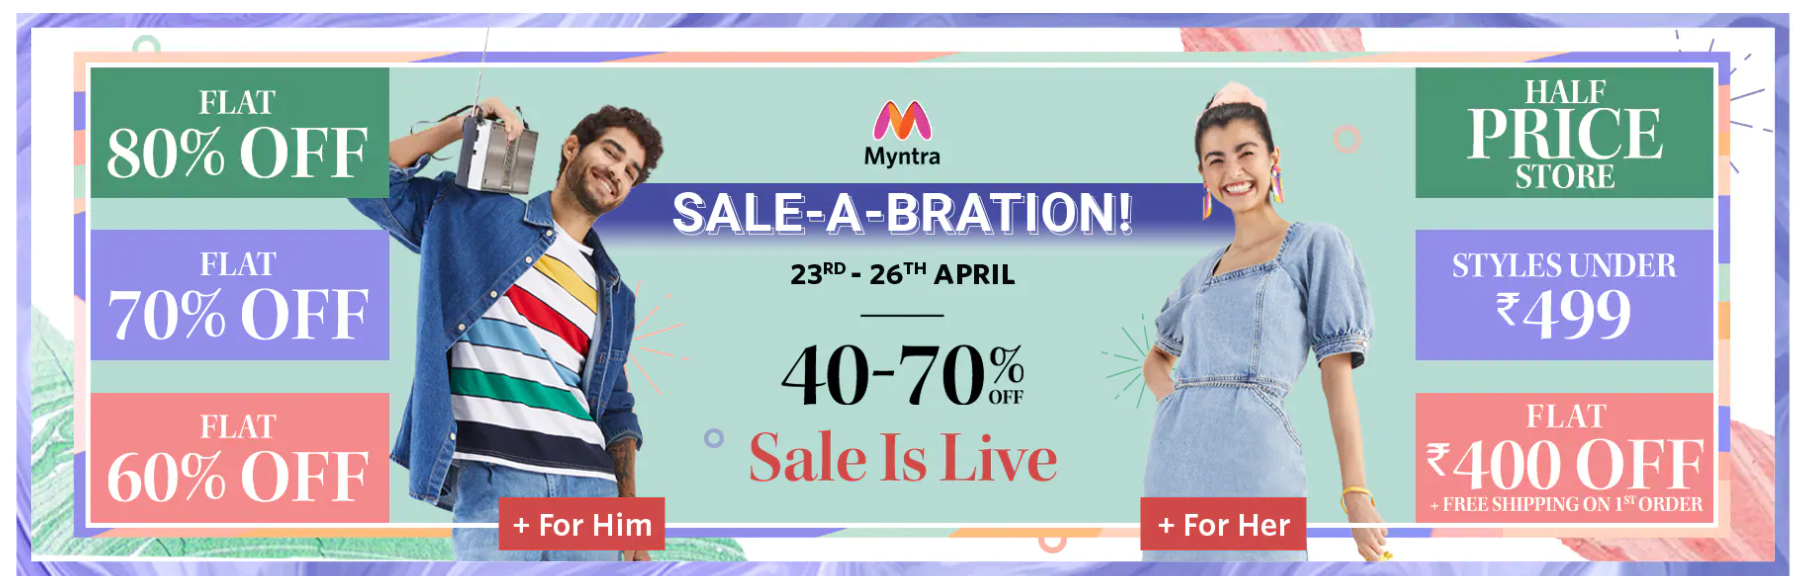 FLAT
80% OFF
FLAT
70% OFF
FLAT
60% OFF
Myntra
SALE-A-BRATION!
23RD - 26TH APRIL
40-70% OFF
Sale Is Live
+ For Him
+ For Her
HALF
PRICE
STORE
STYLES UNDER
₹499
FLAT
₹400 OFF
+ FREE SHIPPING ON 1ST ORDER